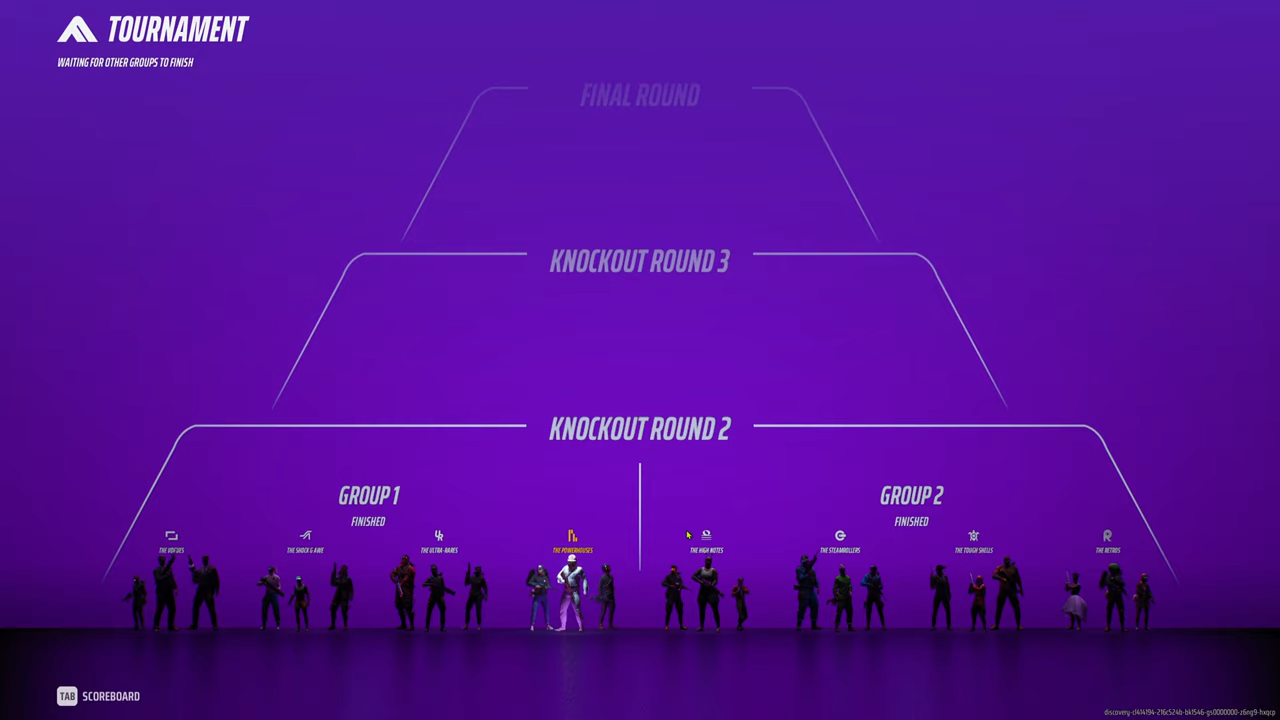 TOURNAMENT
WAITING FOR OTHER GROUPS TO FINISH
FINAL ROUND
KNOCKOUT ROUND 3
KNOCKOUT ROUND 2
GROUP 1
FINISHED
GROUP 2
FINISHED
THE VOGUES
THE SHOCK & AWE
THE ULTRA-RARES
THE POWERHOUSES
THE HIGH NOTES
THE STEAMROLLERS
THE TOUGH SHELLS
THE RETROS
TAB SCOREBOARD